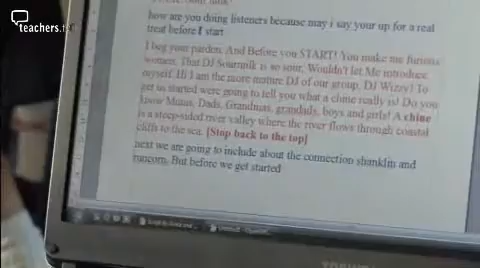 teachers.tv
how are you doing listeners because may i say your up for a real
treat before I start
I beg your pardon. And Before you START! You make me furious
women. That DJ Sourmilk is so sour, Wouldn't let Me introduce
myself. Hi I am the more mature DJ of our group, DJ Wizzy! To
get us started were going to tell you what a chine really is! Do you
know Mums, Dads, Grandmas, grandads, boys and girls! A chine
is a steep-sided river valley where the river flows through coastal
cliffs to the sea. [Stop back to the top]
next we are going to include about the connection shanklin and
runcorn. But before we get started